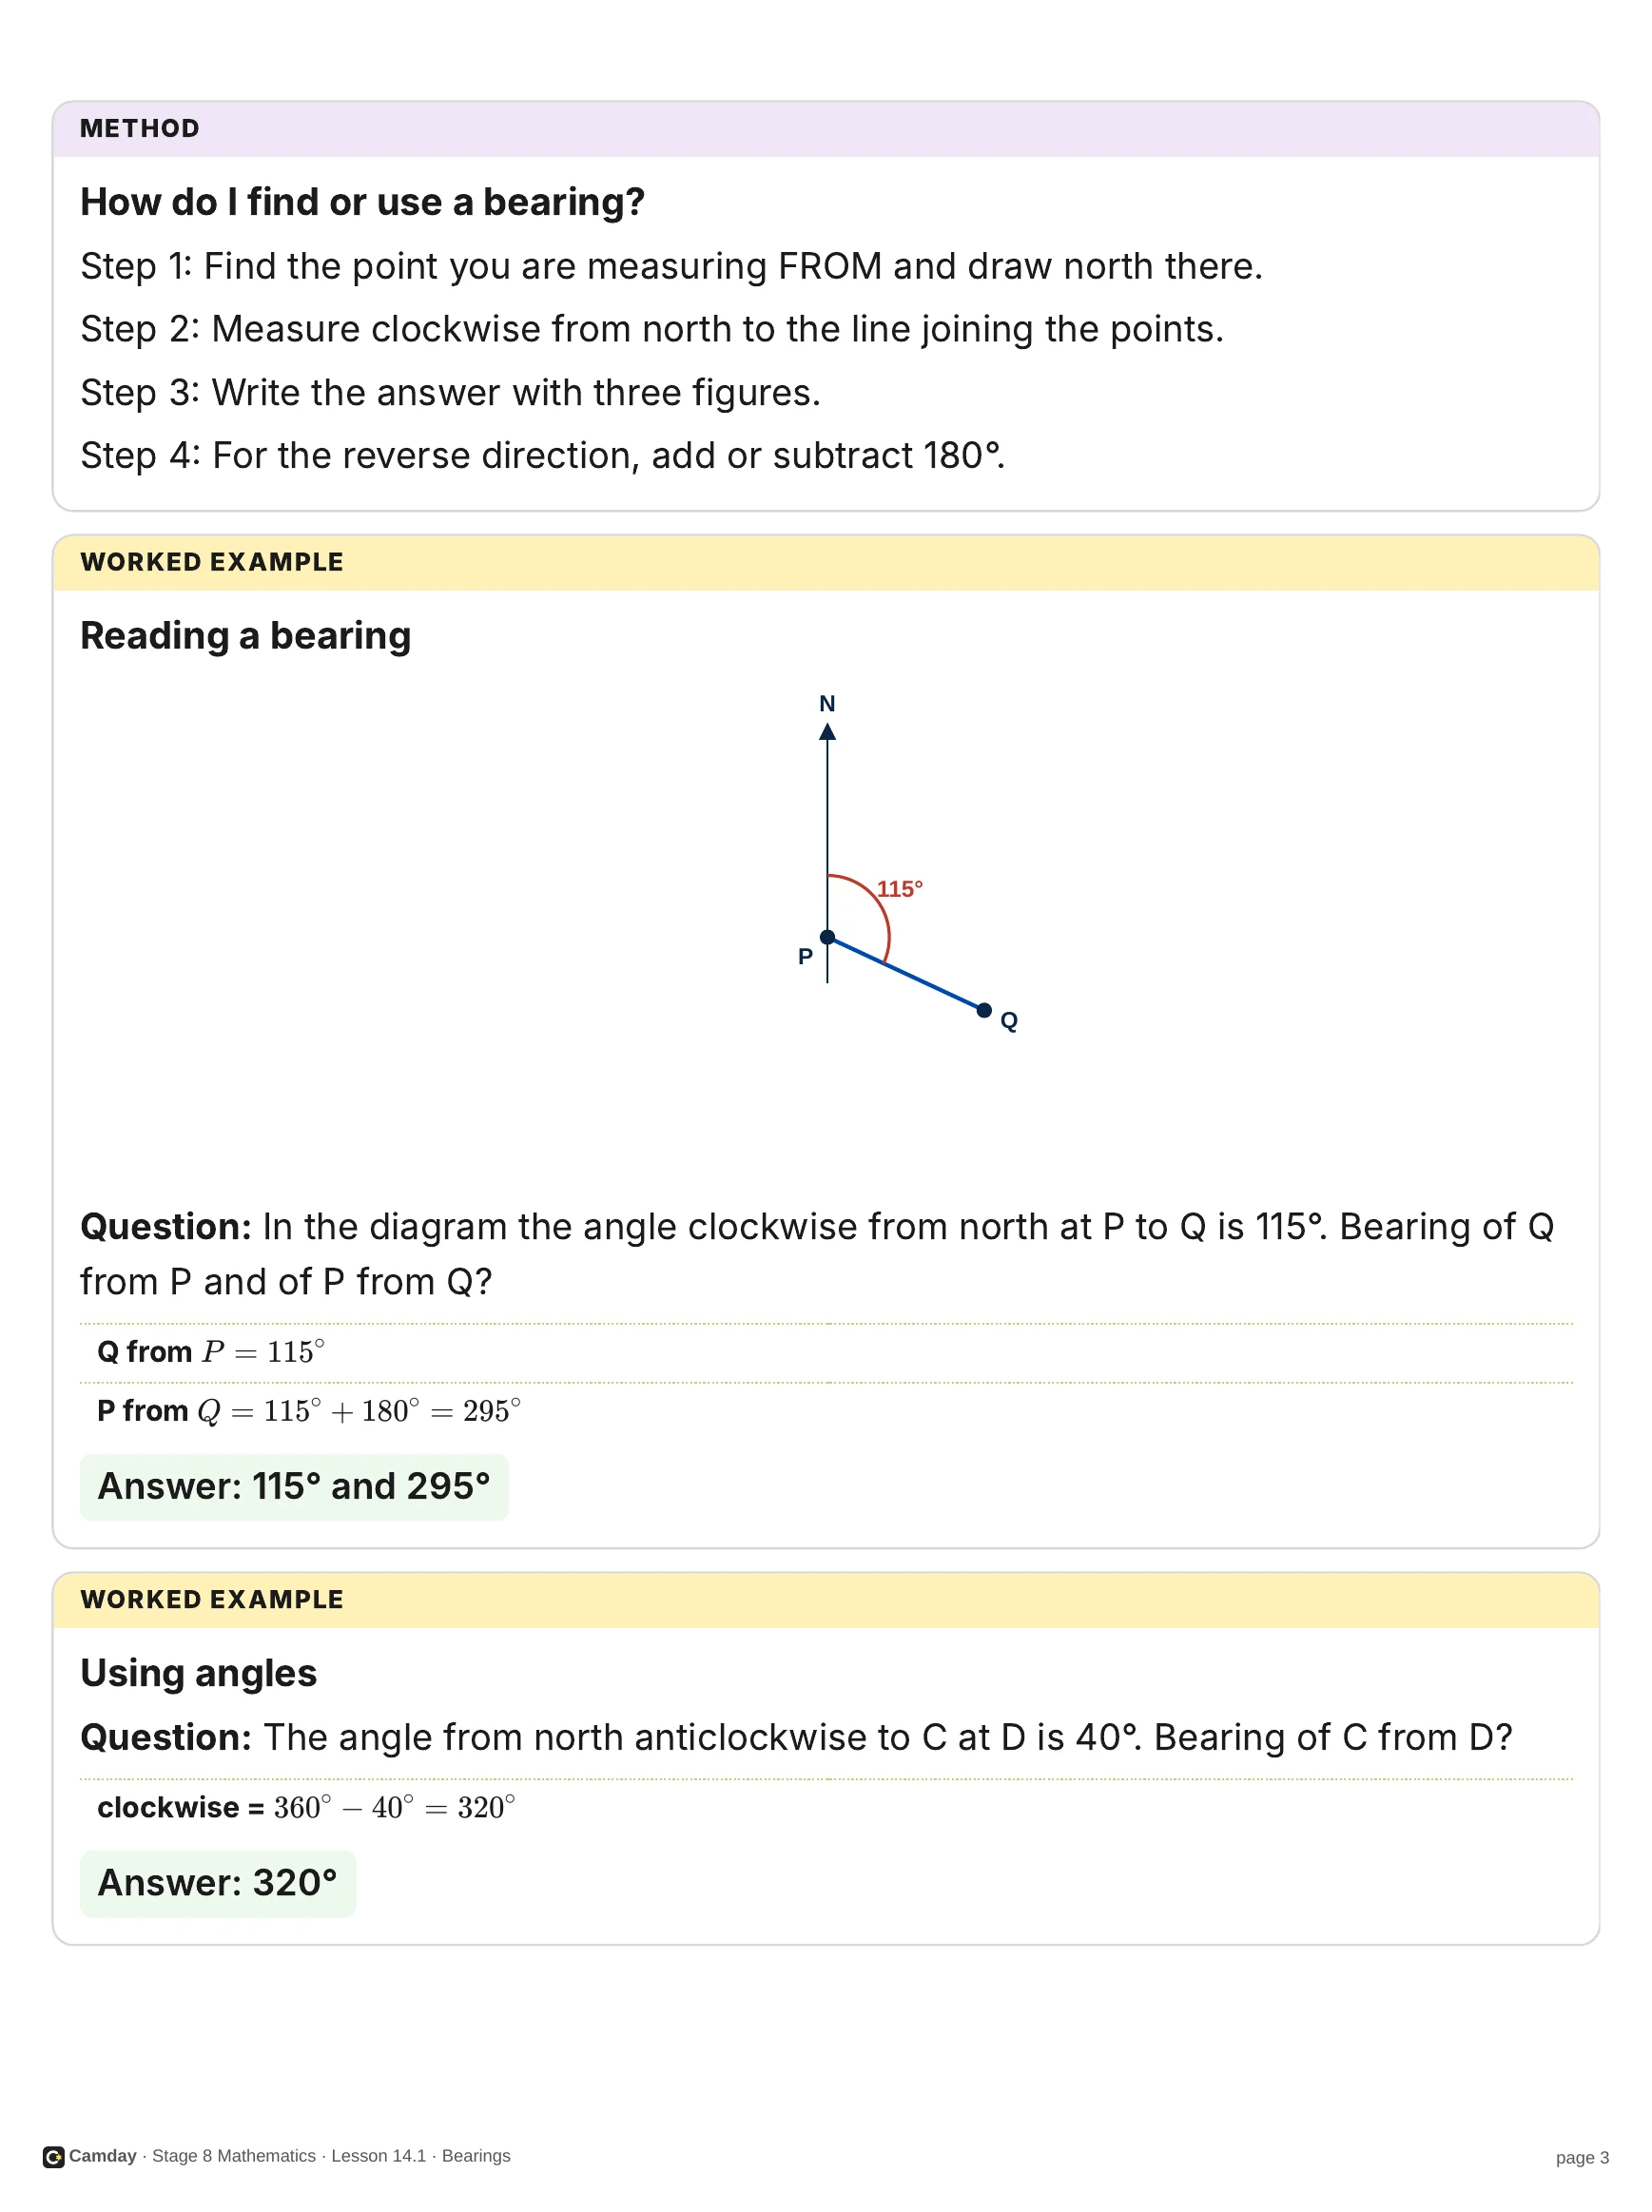 METHOD
How do I find or use a bearing?
Step 1: Find the point you are measuring FROM and draw north there.
Step 2: Measure clockwise from north to the line joining the points.
Step 3: Write the answer with three figures.
Step 4: For the reverse direction, add or subtract 180°.
WORKED EXAMPLE
Reading a bearing
N
115°
P
Q
Question: In the diagram the angle clockwise from north at P to Q is 115°. Bearing of Q
from P and of P from Q?
Q from P = 115°
P from Q = 115° + 180° = 295°
Answer: 115° and 295°
WORKED EXAMPLE
Using angles
Question: The angle from north anticlockwise to C at D is 40°. Bearing of C from D?
clockwise = 360° − 40° = 320°
Answer: 320°
Camday · Stage 8 Mathematics · Lesson 14.1 · Bearings
page 3